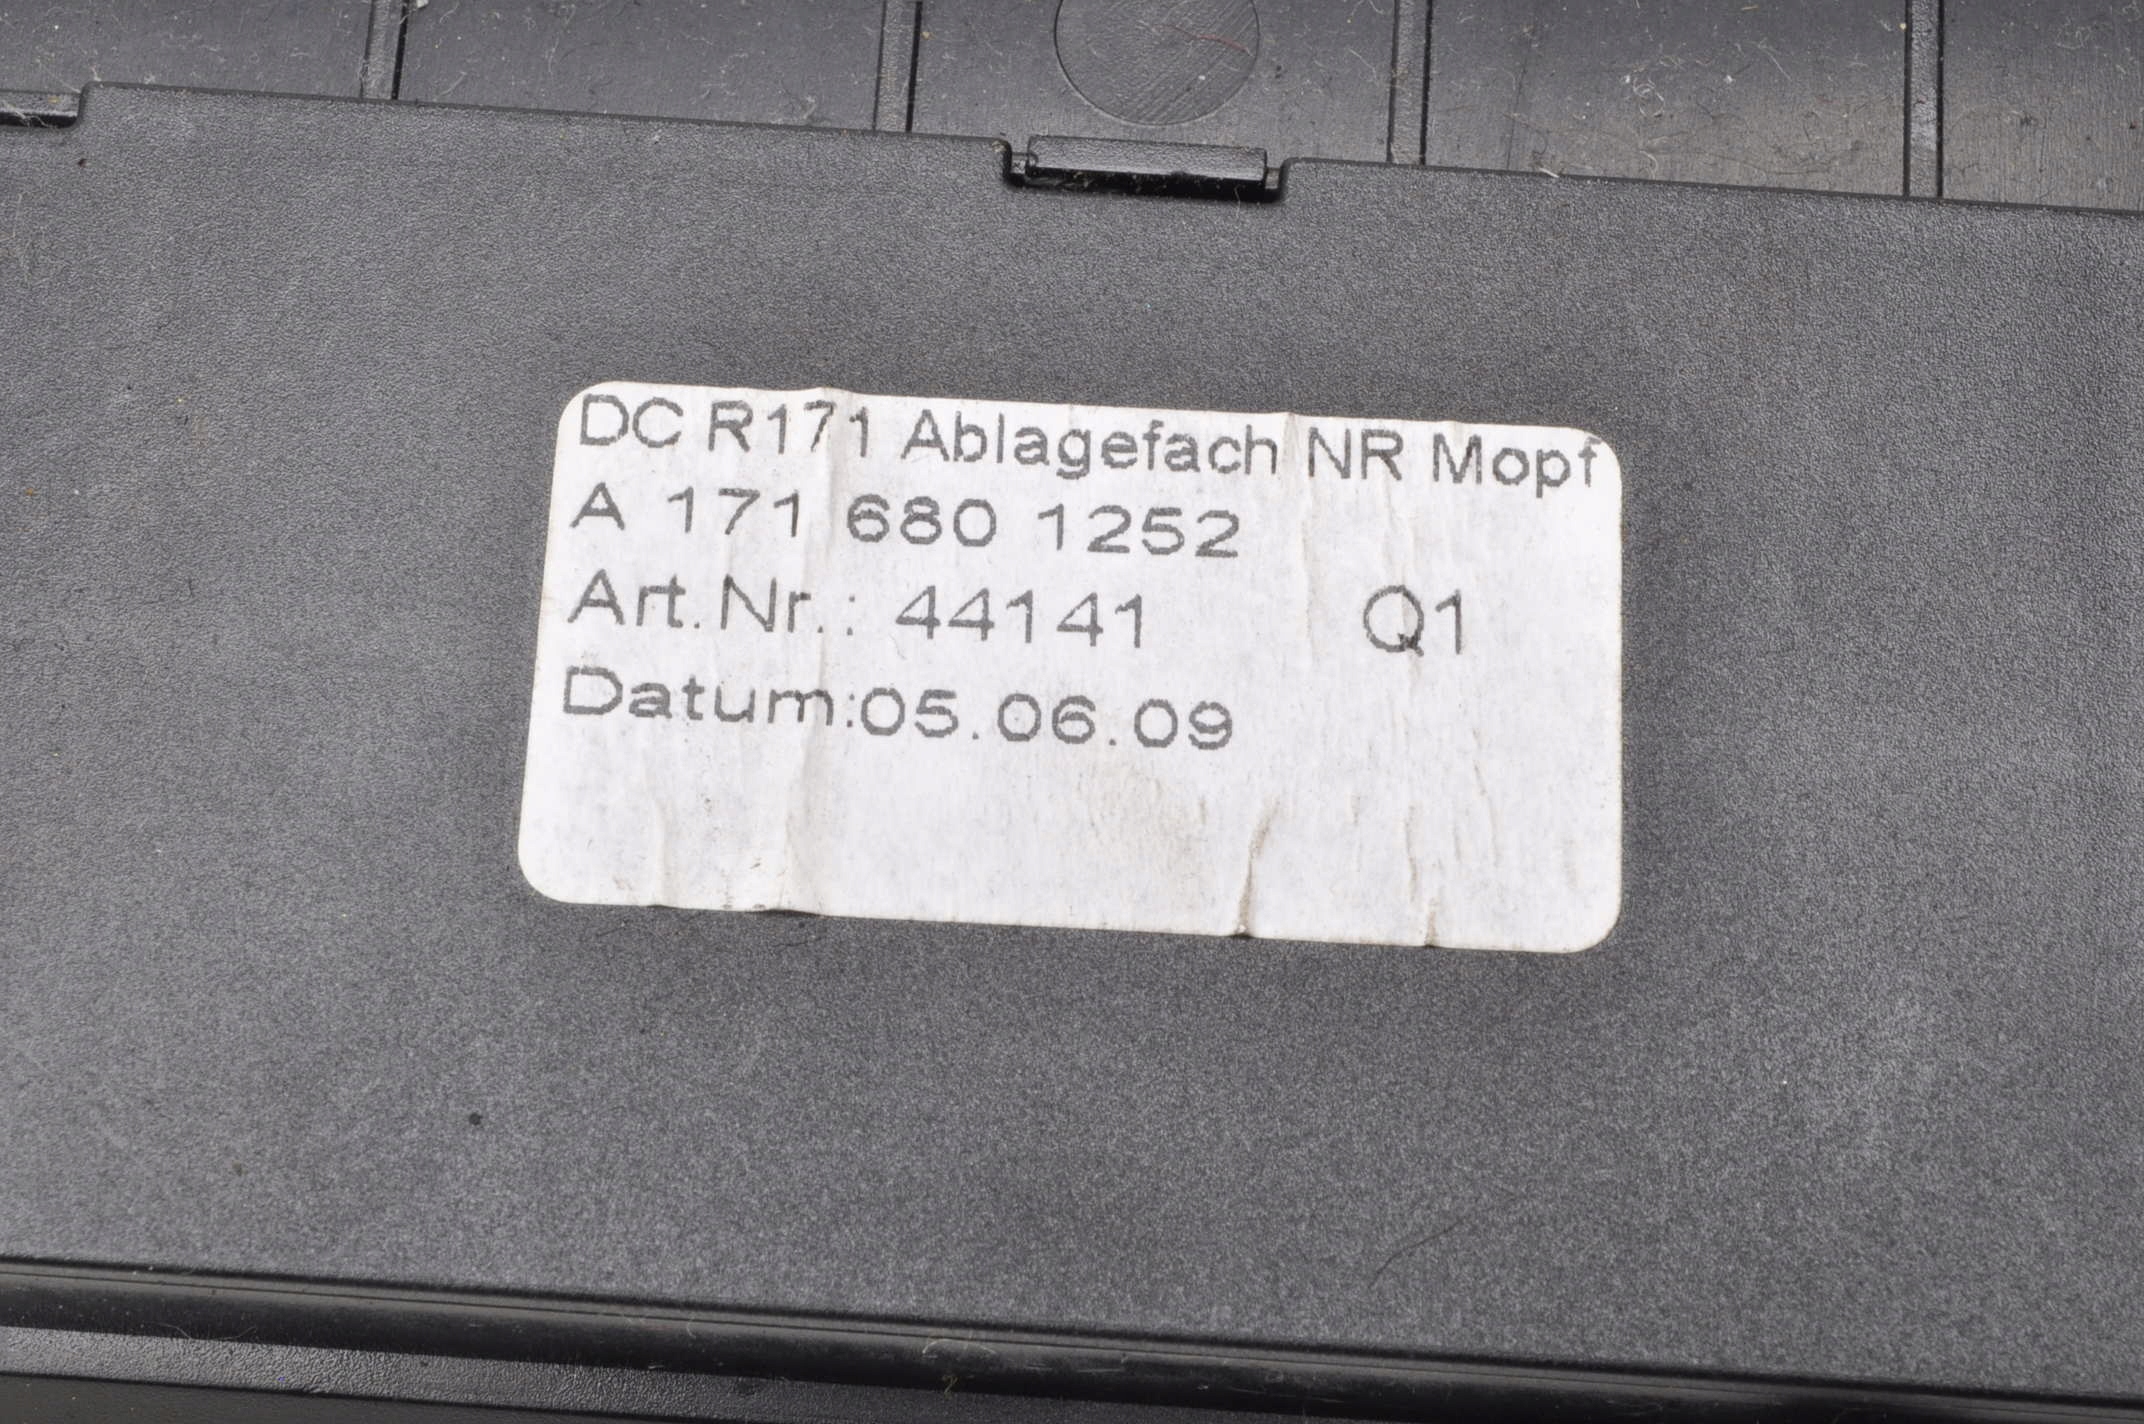 DC R171 Ablagefach NR Mopf
A 171 680 1252
Art.Nr.: 44141 Q1
Datum:05.06.09